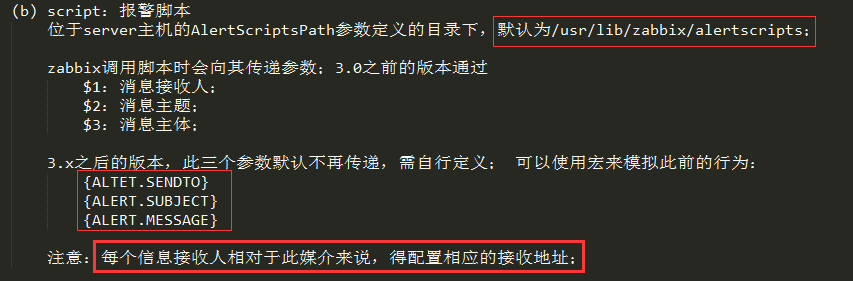 (b) script: 报警脚本
位于server主机的AlertScriptsPath参数定义的目录下，默认为/usr/lib/zabbix/alertscripts；
zabbix调用脚本时会向其传递参数；3.0之前的版本通过
$1：消息接收人；
$2：消息主题；
$3：消息主体；
3.x之后的版本，此三个参数默认不再传递，需自行定义； 可以使用宏来模拟此前的行为：
{ALTET.SENDTO}
{ALERT.SUBJECT}
{ALERT.MESSAGE}
注意：每个信息接收人相对于此媒介来说，得配置相应的接收地址；